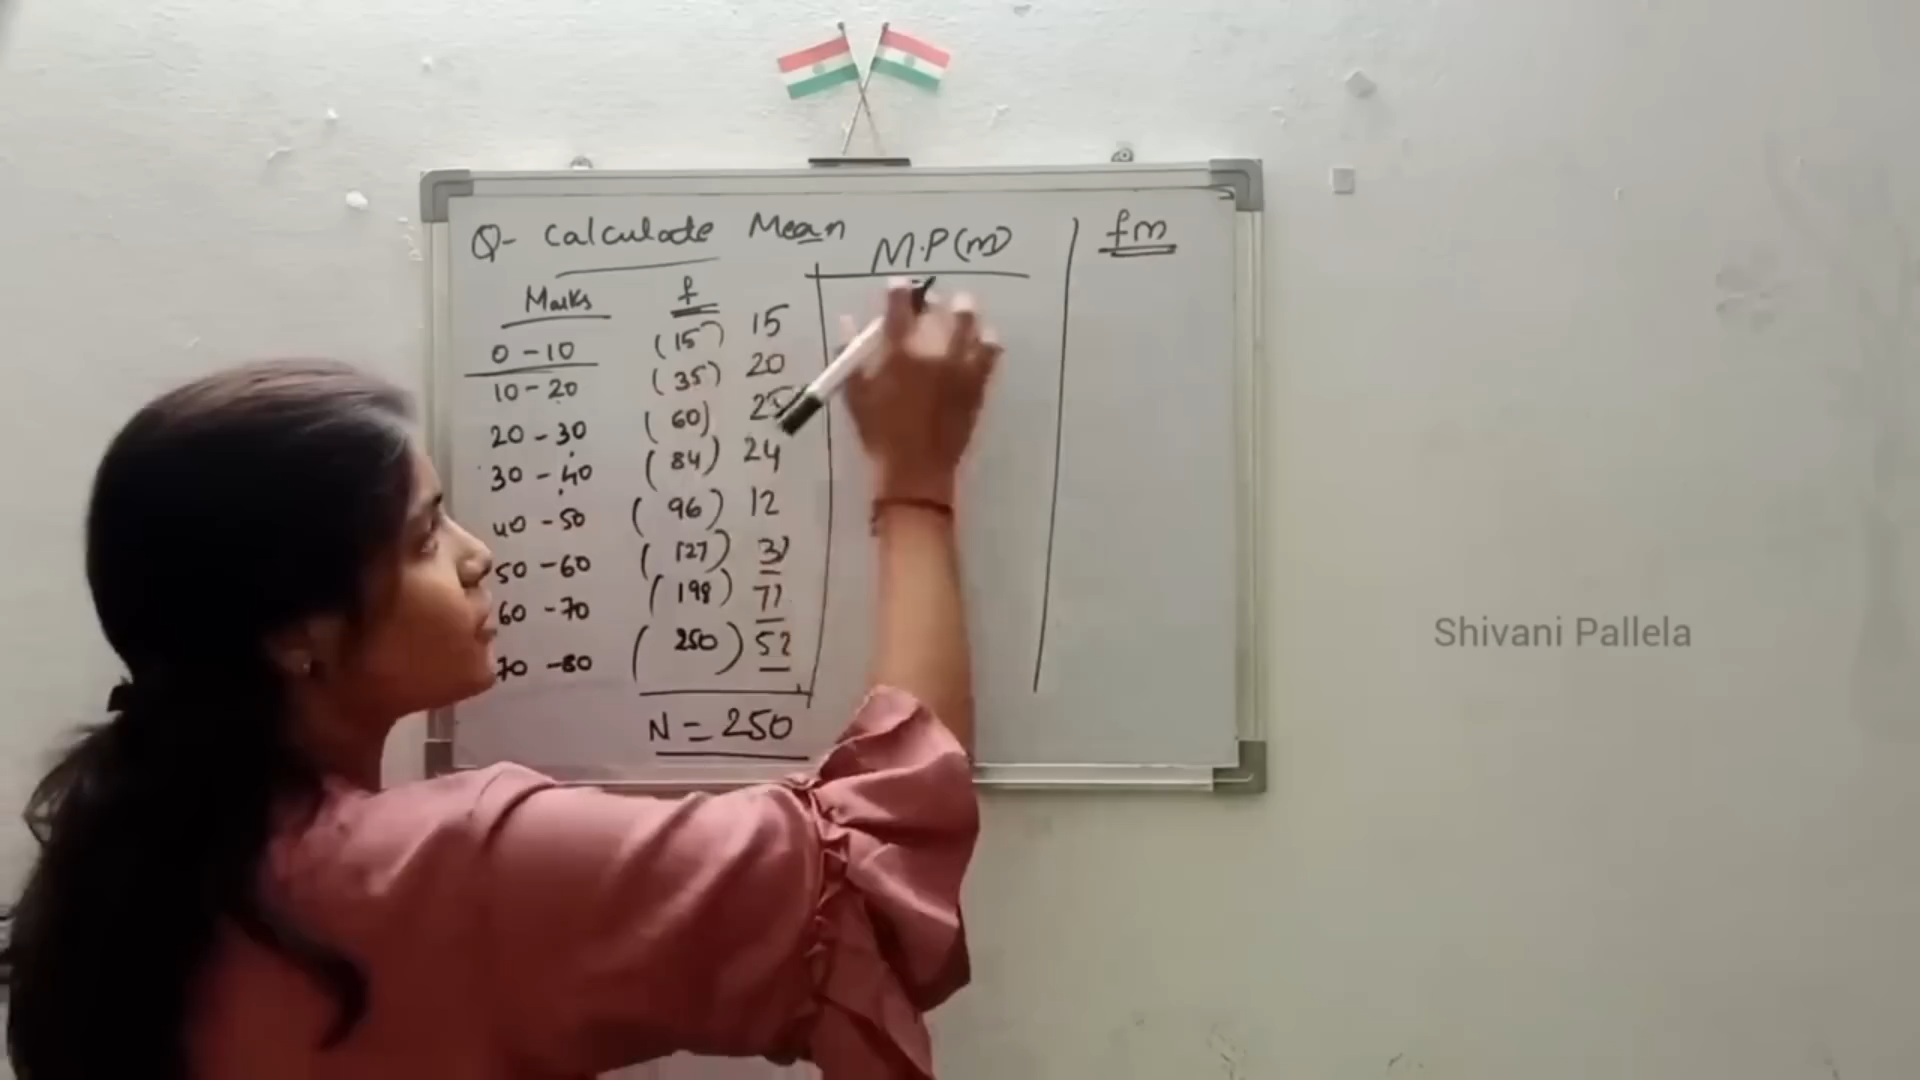 Q- Calculate Mean M.P(m) fm
Marks f
0-10 (15) 15
10-20 (35) 20
20-30 (60) 25
30-40 (84) 24
40-50 (96) 12
50-60 (127) 31
60-70 (198) 71
70-80 (250) 52
N = 250
Shivani Pallela